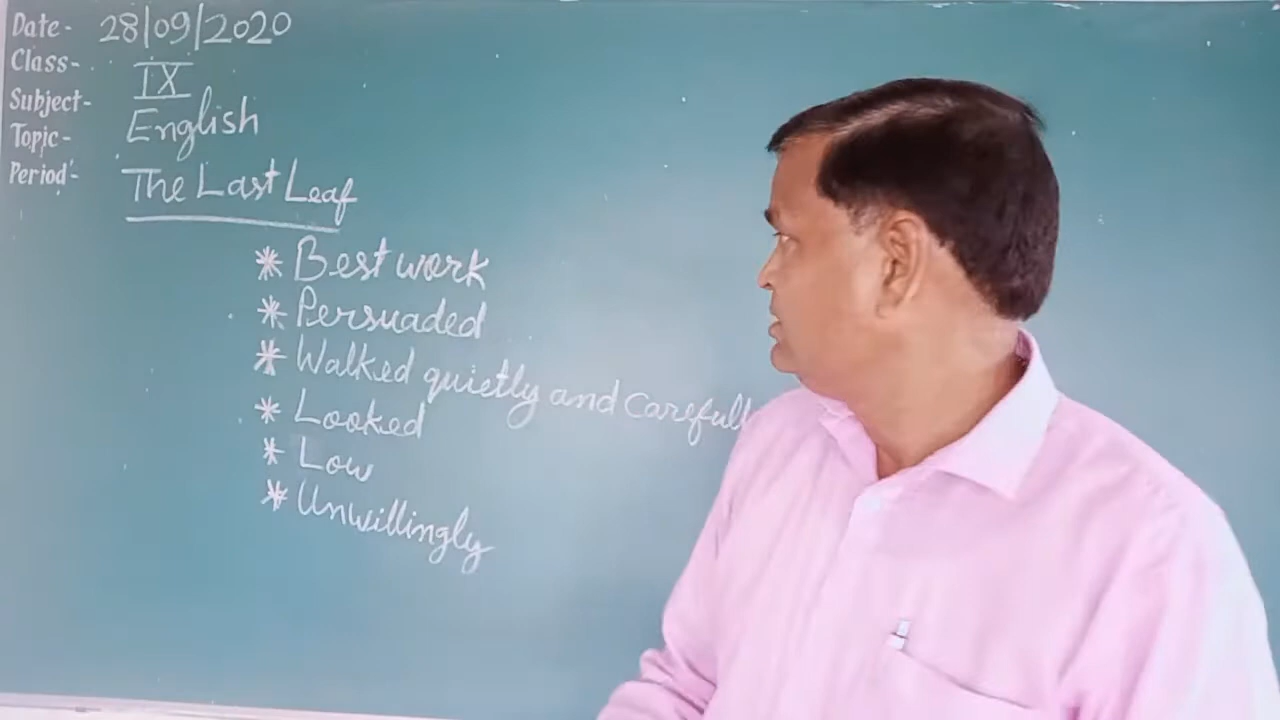 Date- 28/09/2020
Class- IX
Subject- English
Topic- The Last Leaf
Period-
* Best work
* Persuaded
* Walked quietly and carefull
* Looked
* Low
* Unwillingly